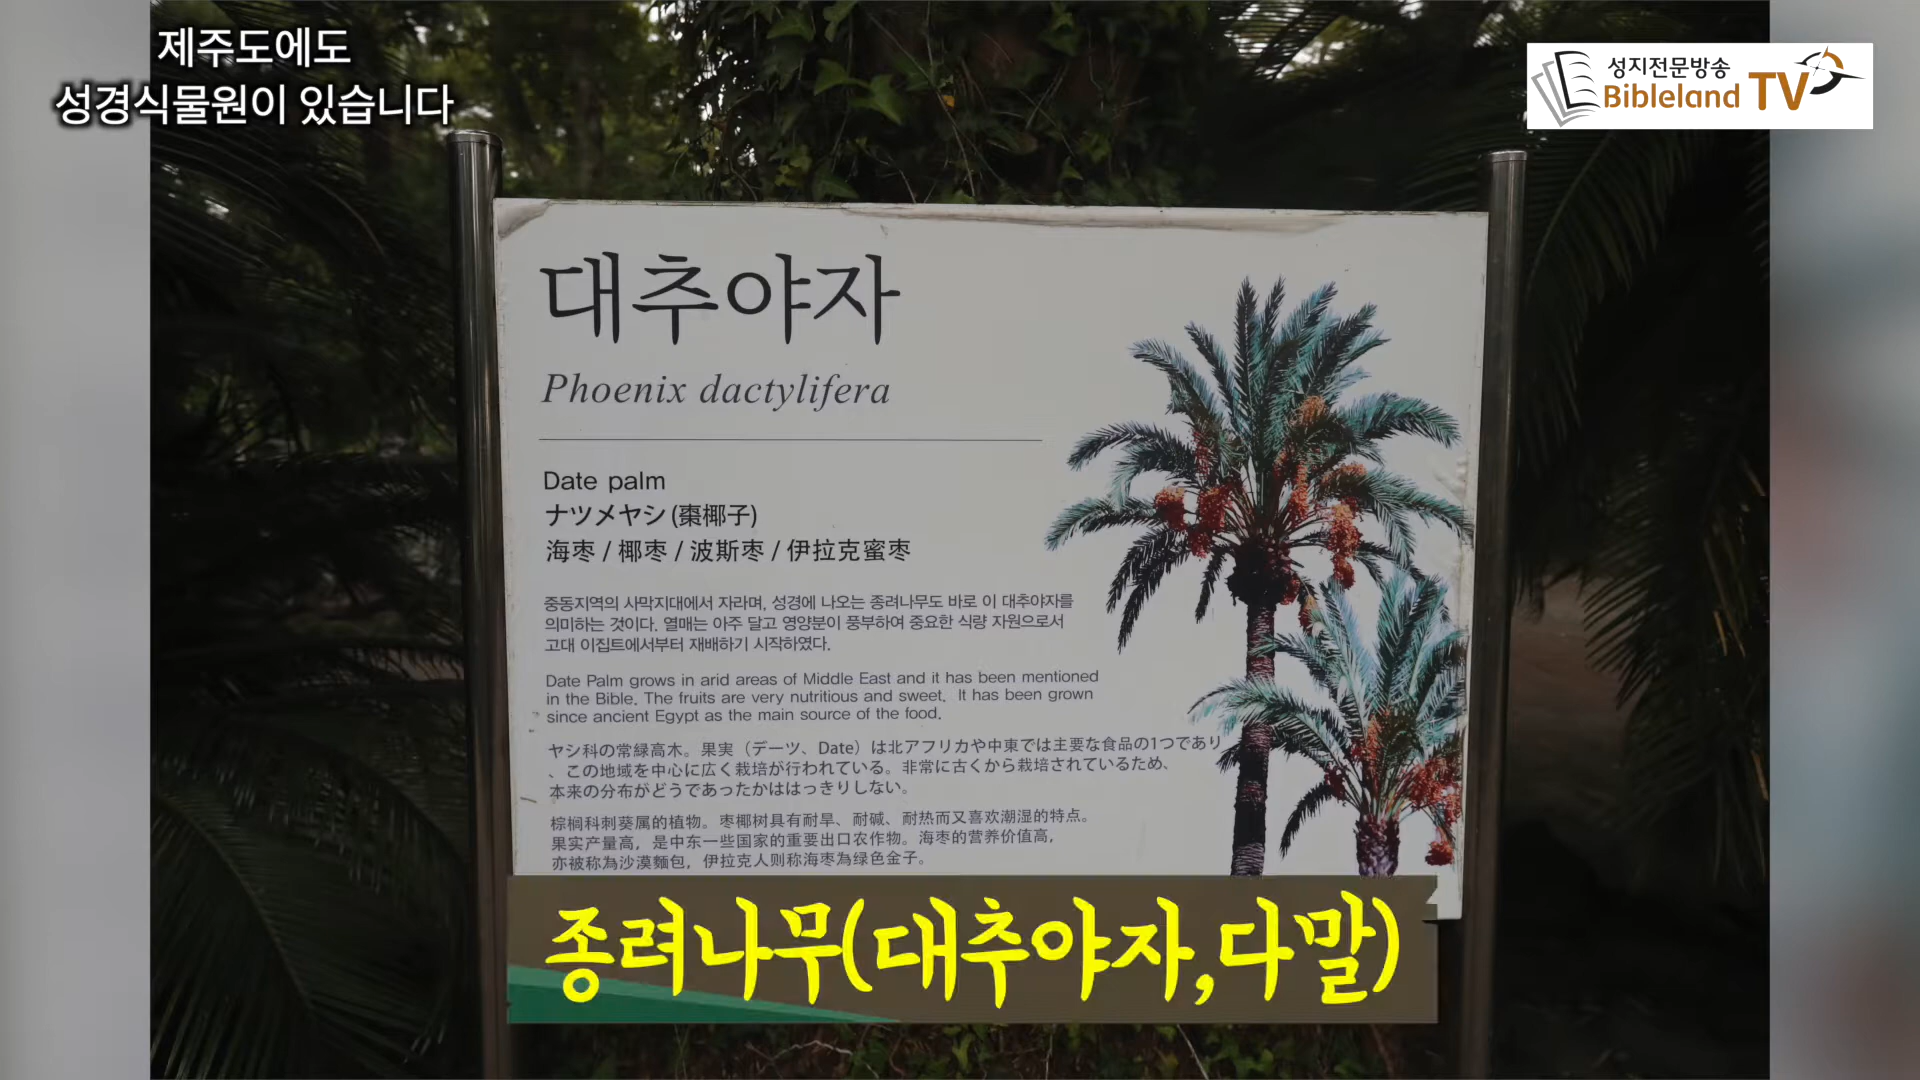 제주도에도
성경식물원이 있습니다
성지전문방송
Bibleland TV
대추야자
Phoenix dactylifera
Date palm
ナツメヤシ(棗椰子)
海枣 / 椰枣 / 波斯枣 / 伊拉克蜜枣
중동지역의 사막지대에서 자라며, 성경에 나오는 종려나무도 바로 이 대추야자를
의미하는 것이다. 열매는 아주 달고 영양분이 풍부하여 중요한 식량 자원으로서
고대 이집트에서부터 재배하기 시작하였다.
Date Palm grows in arid areas of Middle East and it has been mentioned
in the Bible. The fruits are very nutritious and sweet. It has been grown
since ancient Egypt as the main source of the food.
ヤシ科の常緑高木。果実（デーツ、Date）は北アフリカや中東では主要な食品の1つであり
、この地域を中心に広く栽培が行われている。非常に古くから栽培されているため、
本来の分布がどうであったかははっきりしない。
棕榈科刺葵属的植物。枣椰树具有耐旱、耐碱、耐热而又喜欢潮湿的特点。
果实产量高，是中东一些国家的重要出口农作物。海枣的营养价值高，
亦被称為沙漠麵包，伊拉克人则称海枣為绿色金子。
종려나무(대추야자,다말)